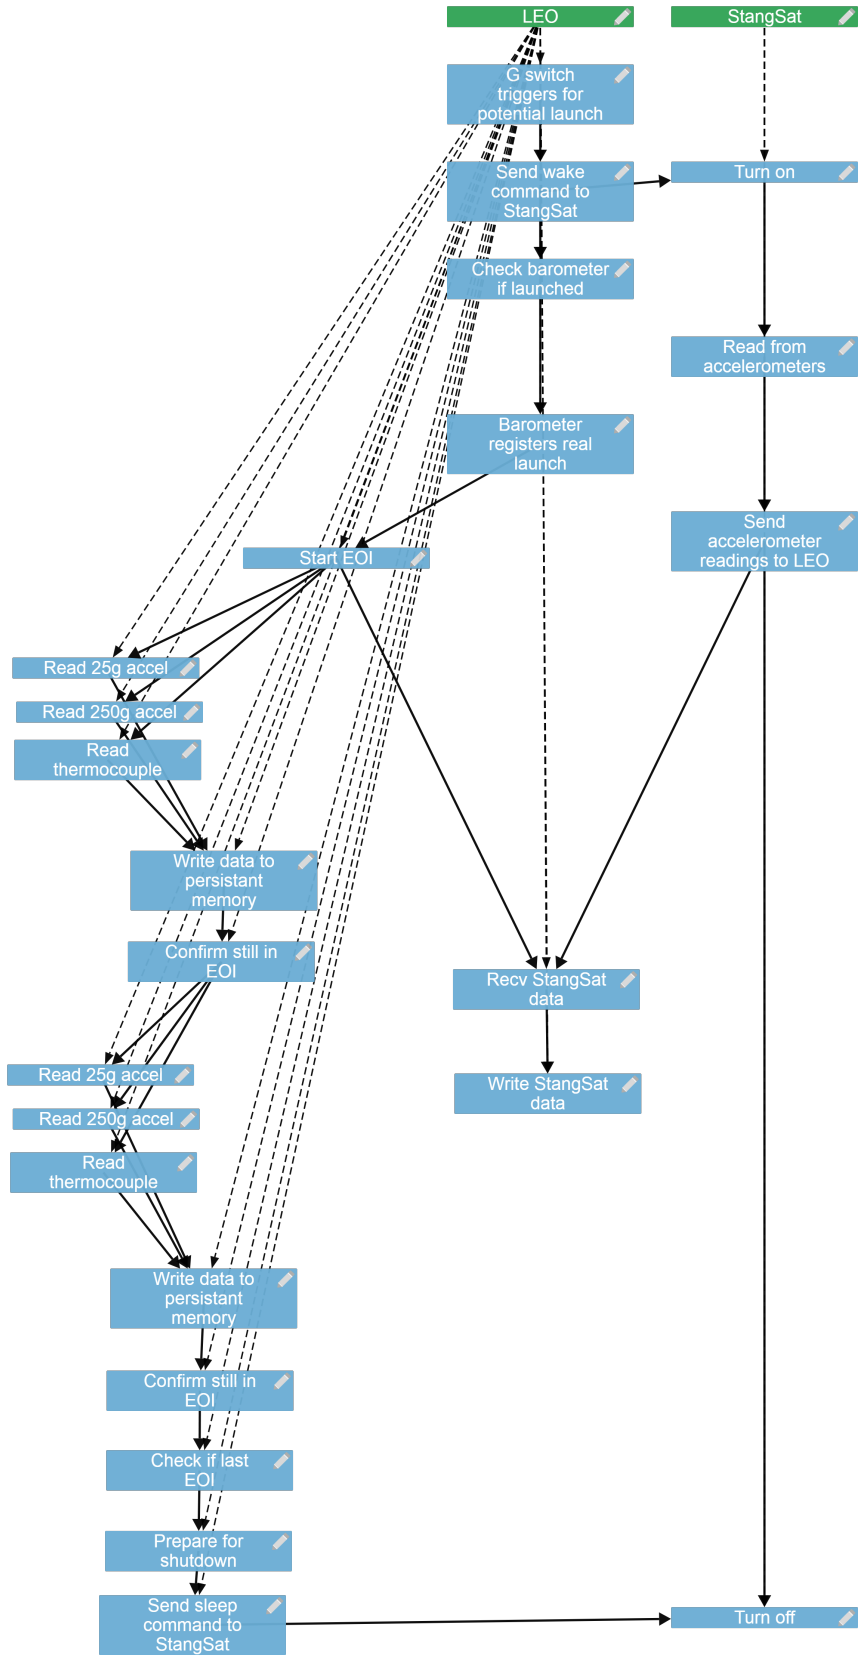 LEO
StangSat
G switch
triggers for
potential launch
Send wake
command to
StangSat
Turn on
Check barometer
if launched
Read from
accelerometers
Barometer
registers real
launch
Send
accelerometer
readings to LEO
Start EOI
Read 25g accel
Read 250g accel
Read
thermocouple
Write data to
persistant
memory
Confirm still in
EOI
Recv StangSat
data
Read 25g accel
Write StangSat
data
Read 250g accel
Read
thermocouple
Write data to
persistant
memory
Confirm still in
EOI
Check if last
EOI
Prepare for
shutdown
Send sleep
command to
StangSat
Turn off